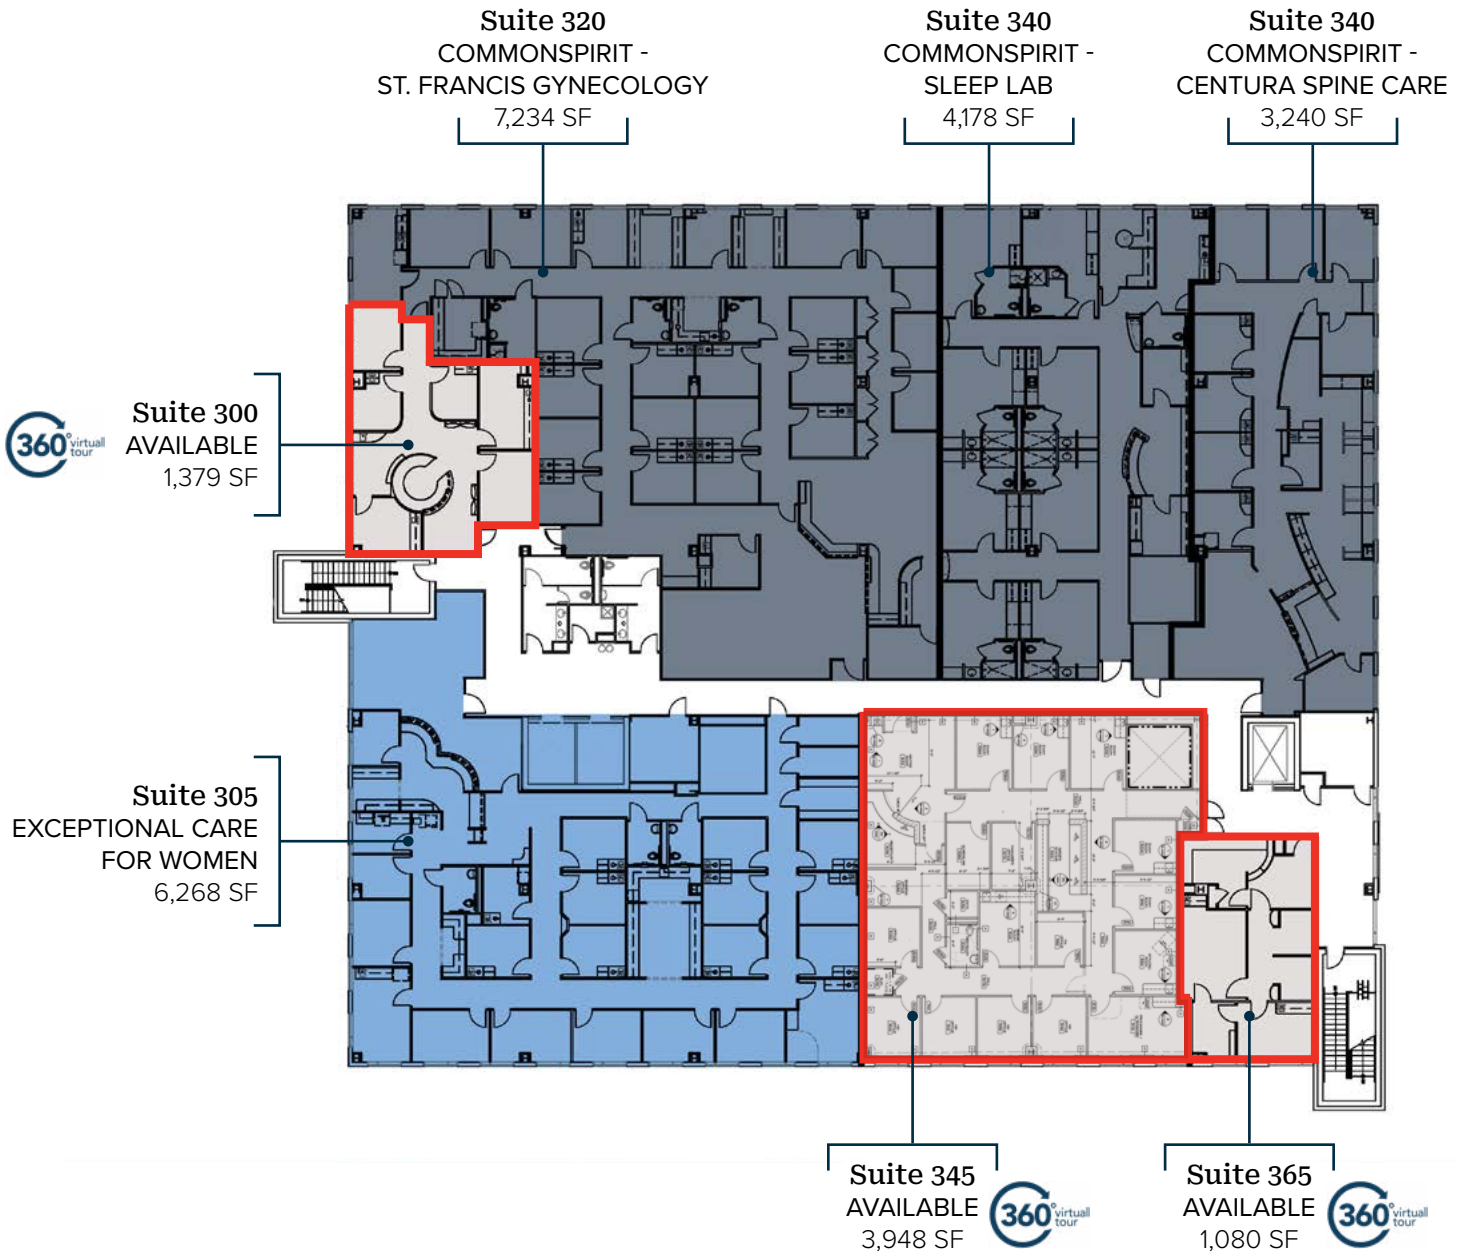 Suite 320
COMMONSPIRIT -
ST. FRANCIS GYNECOLOGY
7,234 SF
Suite 340
COMMONSPIRIT -
SLEEP LAB
4,178 SF
Suite 340
COMMONSPIRIT -
CENTURA SPINE CARE
3,240 SF
360° virtual
tour
Suite 300
AVAILABLE
1,379 SF
Suite 305
EXCEPTIONAL CARE
FOR WOMEN
6,268 SF
Suite 345
AVAILABLE
3,948 SF
360° virtual
tour
Suite 365
AVAILABLE
1,080 SF
360° virtual
tour